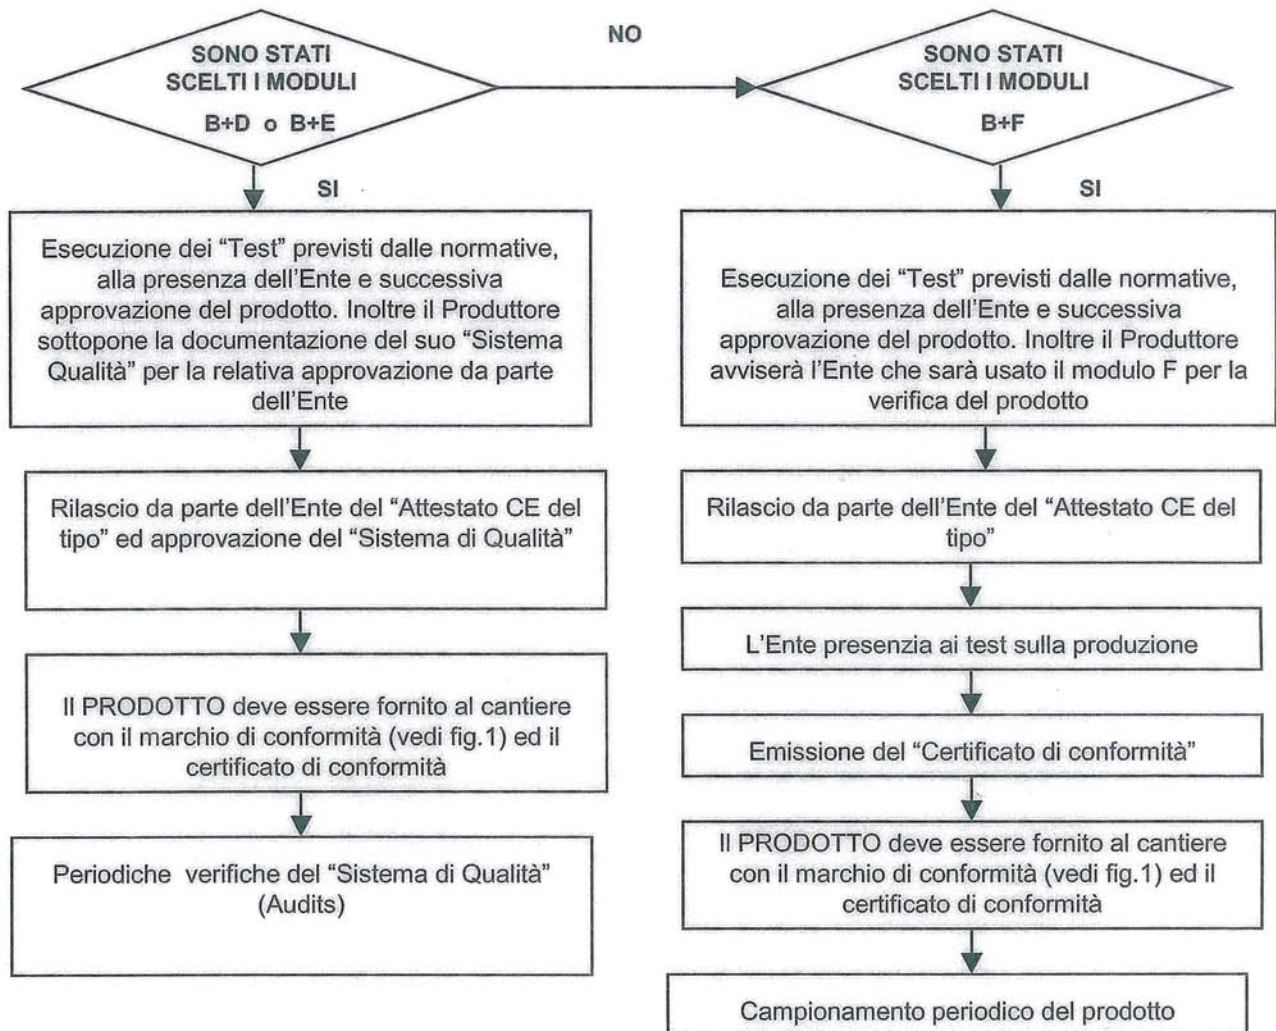 SONO STATI
SCELTI I MODULI
B+D o B+E
NO
SONO STATI
SCELTI I MODULI
B+F
SI
Esecuzione dei “Test” previsti dalle normative,
alla presenza dell’Ente e successiva
approvazione del prodotto. Inoltre il Produttore
sottopone la documentazione del suo “Sistema
Qualità” per la relativa approvazione da parte
dell’Ente
Rilascio da parte dell’Ente del “Attestato CE del
tipo” ed approvazione del “Sistema di Qualità”
Il PRODOTTO deve essere fornito al cantiere
con il marchio di conformità (vedi fig.1) ed il
certificato di conformità
Periodiche verifiche del “Sistema di Qualità”
(Audits)
SI
Esecuzione dei “Test” previsti dalle normative,
alla presenza dell’Ente e successiva
approvazione del prodotto. Inoltre il Produttore
avviserà l’Ente che sarà usato il modulo F per la
verifica del prodotto
Rilascio da parte dell’Ente del “Attestato CE del
tipo”
L’Ente presenzia ai test sulla produzione
Emissione del “Certificato di conformità”
Il PRODOTTO deve essere fornito al cantiere
con il marchio di conformità (vedi fig.1) ed il
certificato di conformità
Campionamento periodico del prodotto